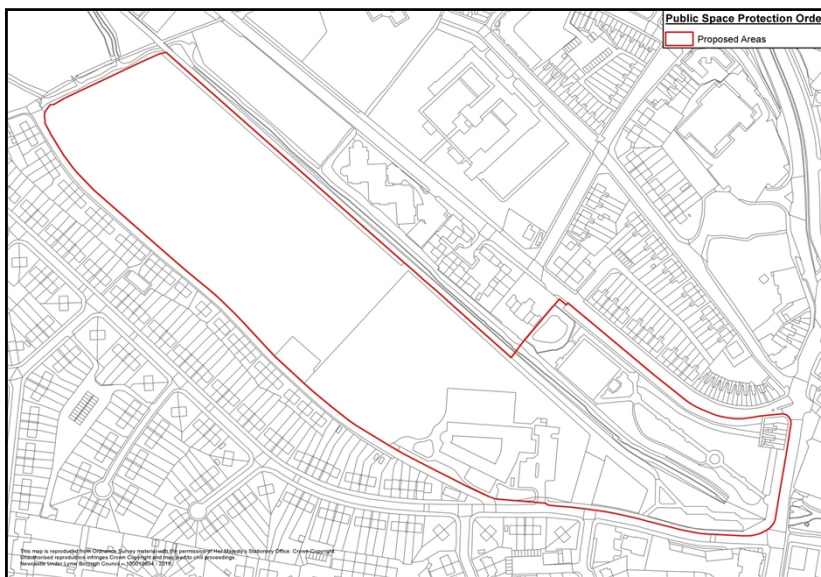 Public Space Protection Orde
Proposed Areas
This map is reproduced from Ordnance Survey material with the permission of Her Majesty's Stationery Office. Crown Copyright.
Unauthorised reproduction infringes Crown Copyright and may lead to civil proceedings.
Newcastle Under Lyme Borough Council - - 2018